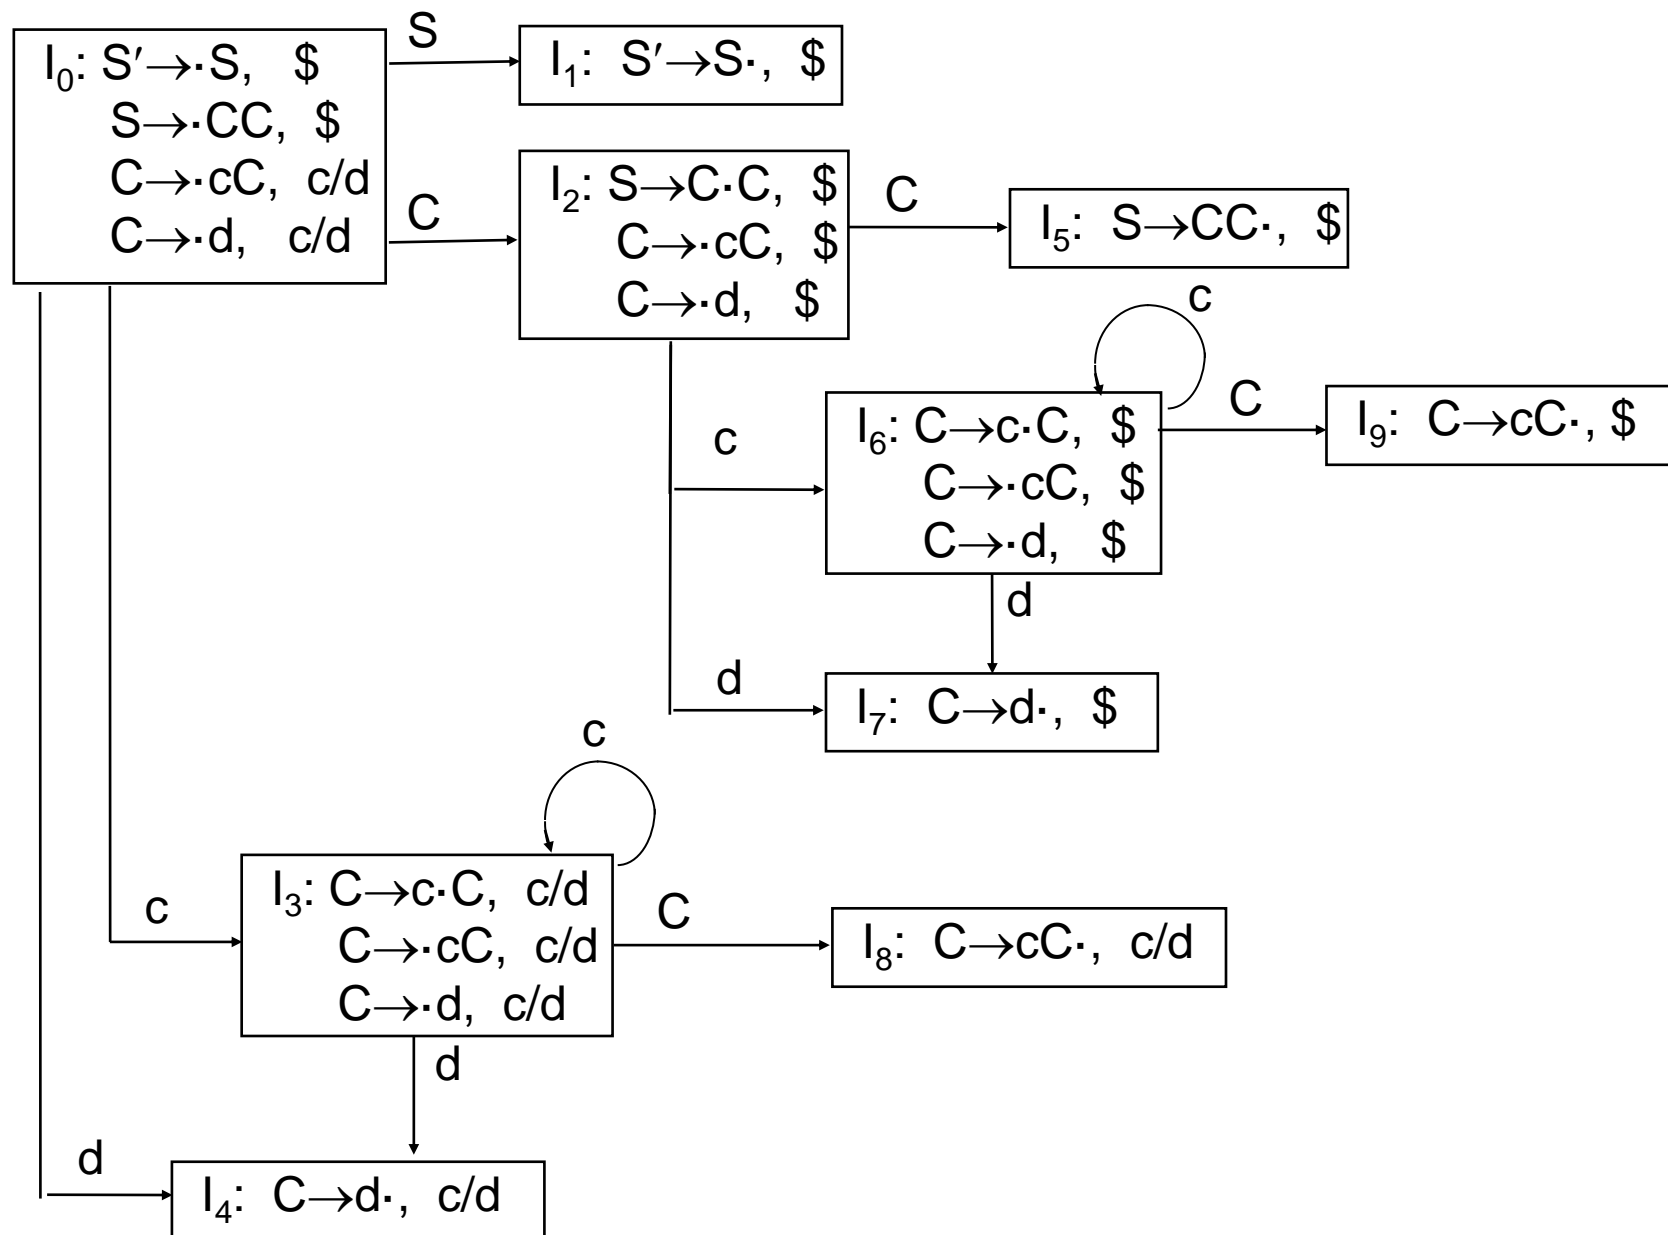 S
I₀: S′→·S, $
S→·CC, $
C→·cC, c/d
C→·d, c/d
I₁: S′→S·, $
C
I₂: S→C·C, $
C→·cC, $
C→·d, $
C
I₅: S→CC·, $
c
c
I₆: C→c·C, $
C→·cC, $
C→·d, $
C
I₉: C→cC·, $
d
d
I₇: C→d·, $
c
c
I₃: C→c·C, c/d
C→·cC, c/d
C→·d, c/d
C
I₈: C→cC·, c/d
d
d
I₄: C→d·, c/d